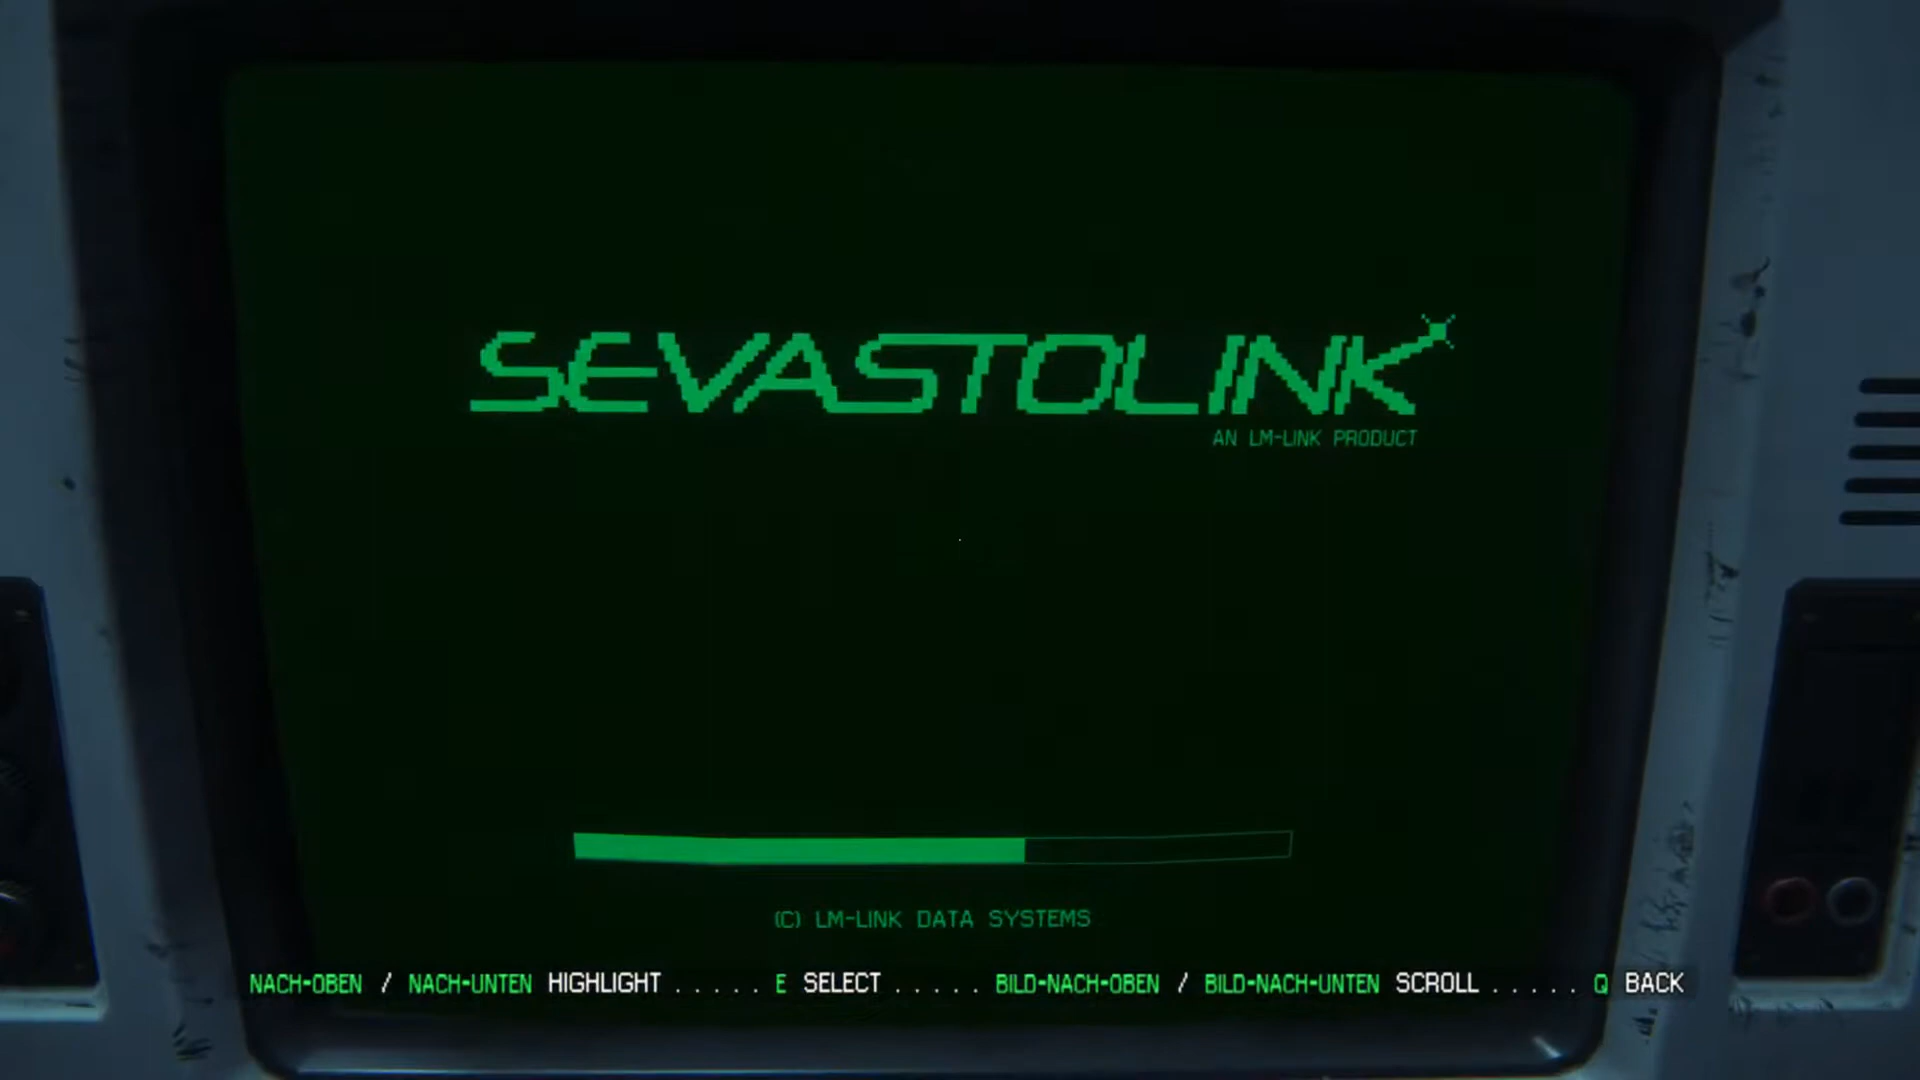 SEVASTOLINK
AN LM-LINK PRODUCT
(C) LM-LINK DATA SYSTEMS
NACH-OBEN / NACH-UNTEN HIGHLIGHT ..... E SELECT ..... BILD-NACH-OBEN / BILD-NACH-UNTEN SCROLL ..... Q BACK